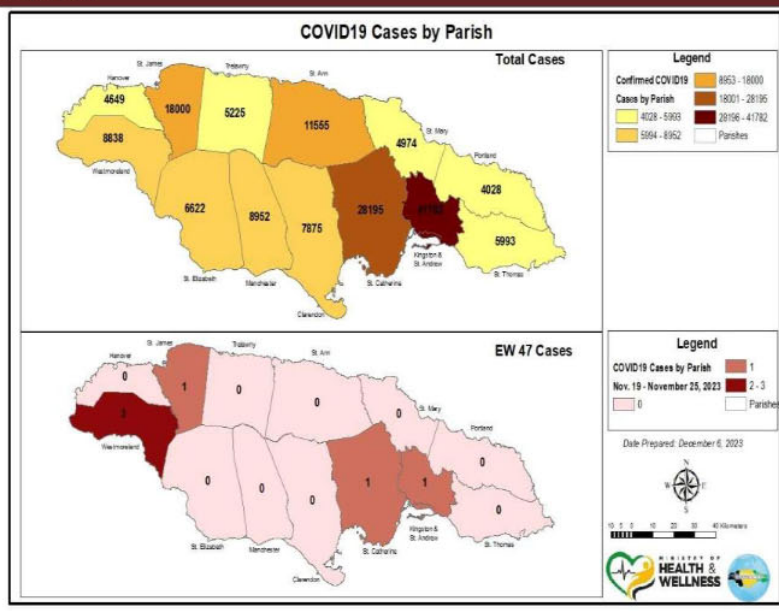 COVID19 Cases by Parish
Total Cases
Hanover
St. James
Trelawny
St. Ann
4649
18000
5225
11555
8838
4974
St. Mary
Portland
Westmoreland
4028
6622
8952
7875
28195
5993
St. Elizabeth
Manchester
Clarendon
St. Catherine
Kingston &
St. Andrew
St. Thomas
Legend
Confirmed COVID19
Cases by Parish
4028 - 5993
5994 - 8952
8953 - 18000
18001 - 28195
28196 - 41782
Parishes
EW 47 Cases
Hanover
St. James
Trelawny
St. Ann
0
1
0
0
3
0
St. Mary
Portland
Westmoreland
0
0
0
0
1
1
0
St. Elizabeth
Manchester
Clarendon
St. Catherine
Kingston &
St. Andrew
St. Thomas
Legend
COVID19 Cases by Parish
Nov. 19 - November 25, 2023
0
1
2 - 3
Parishes
Date Prepared: December 6, 2023
N
W E
S
10 5 0 10 20 30 40 Kilometers
MINISTRY OF
HEALTH &
WELLNESS